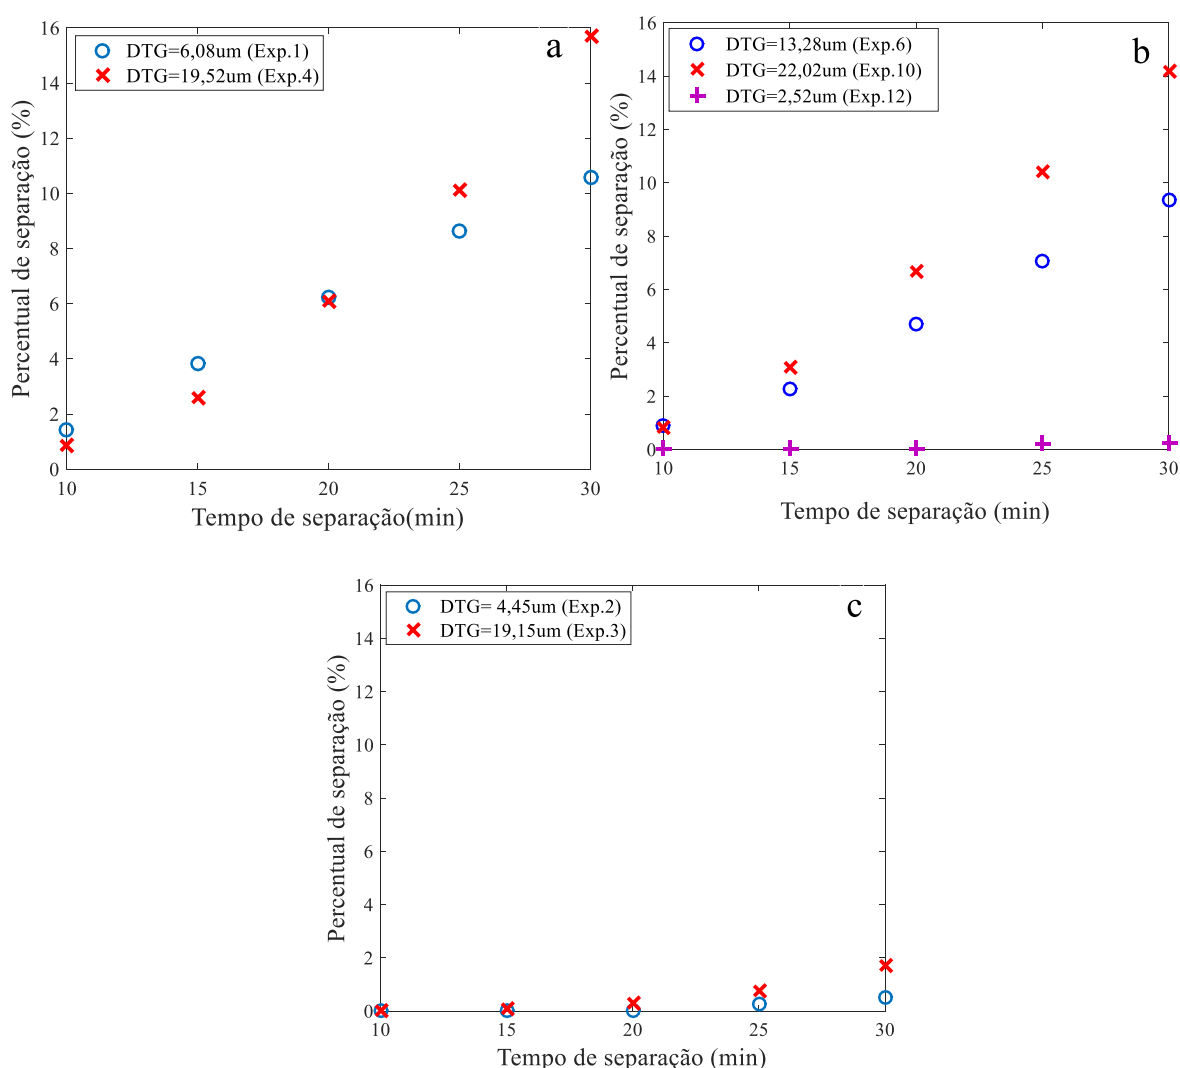 a
DTG=6,08um (Exp.1)
DTG=19,52um (Exp.4)
Percentual de separação (%)
16
14
12
10
8
6
4
2
0
10 15 20 25 30
Tempo de separação(min)
b
DTG=13,28um (Exp.6)
DTG=22,02um (Exp.10)
DTG=2,52um (Exp.12)
Percentual de separação (%)
16
14
12
10
8
6
4
2
0
10 15 20 25 30
Tempo de separação (min)
c
DTG= 4,45um (Exp.2)
DTG=19,15um (Exp.3)
Percentual de separação (%)
16
14
12
10
8
6
4
2
0
10 15 20 25 30
Tempo de separação (min)